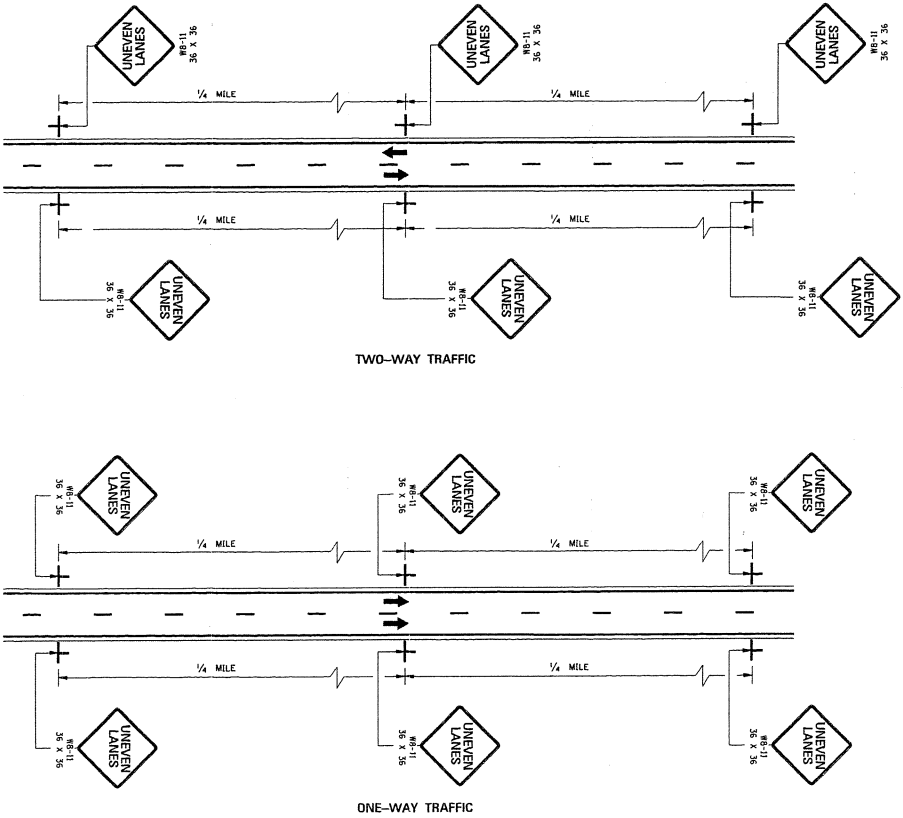 UNEVEN
LANES
W8-11
36 X 36
UNEVEN
LANES
W8-11
36 X 36
UNEVEN
LANES
W8-11
36 X 36
1/4 MILE
1/4 MILE
1/4 MILE
1/4 MILE
W8-11
36 X 36
UNEVEN
LANES
W8-11
36 X 36
UNEVEN
LANES
W8-11
36 X 36
UNEVEN
LANES
TWO-WAY TRAFFIC
W8-11
36 X 36
UNEVEN
LANES
W8-11
36 X 36
UNEVEN
LANES
W8-11
36 X 36
UNEVEN
LANES
1/4 MILE
1/4 MILE
1/4 MILE
1/4 MILE
W8-11
36 X 36
UNEVEN
LANES
W8-11
36 X 36
UNEVEN
LANES
W8-11
36 X 36
UNEVEN
LANES
ONE-WAY TRAFFIC